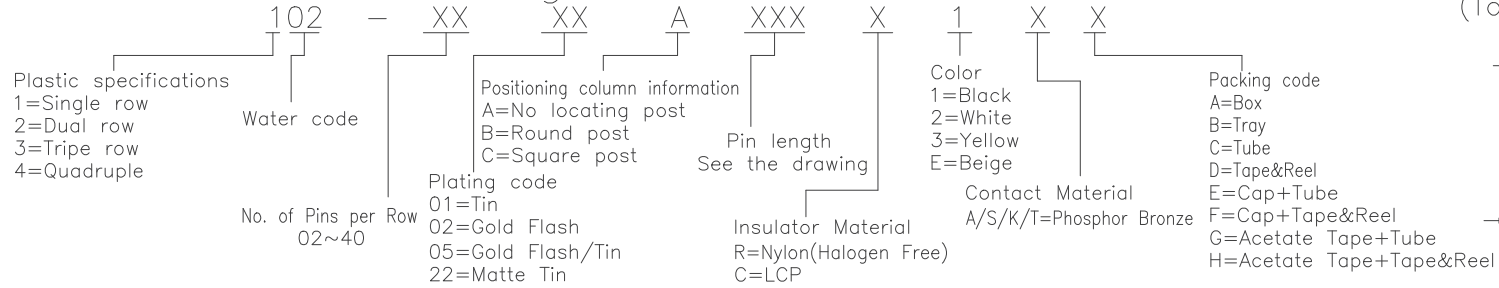 102 - XX XX A XXX X 1 X X
Plastic specifications
1=Single row
2=Dual row
3=Tripe row
4=Quadruple
Water code
No. of Pins per Row
02~40
Plating code
01=Tin
02=Gold Flash
05=Gold Flash/Tin
22=Matte Tin
Positioning column information
A=No locating post
B=Round post
C=Square post
Pin length
See the drawing
Insulator Material
R=Nylon(Halogen Free)
C=LCP
Color
1=Black
2=White
3=Yellow
E=Beige
Contact Material
A/S/K/T=Phosphor Bronze
Packing code
A=Box
B=Tray
C=Tube
D=Tape&Reel
E=Cap+Tube
F=Cap+Tape&Reel
G=Acetate Tape+Tube
H=Acetate Tape+Tape&Reel